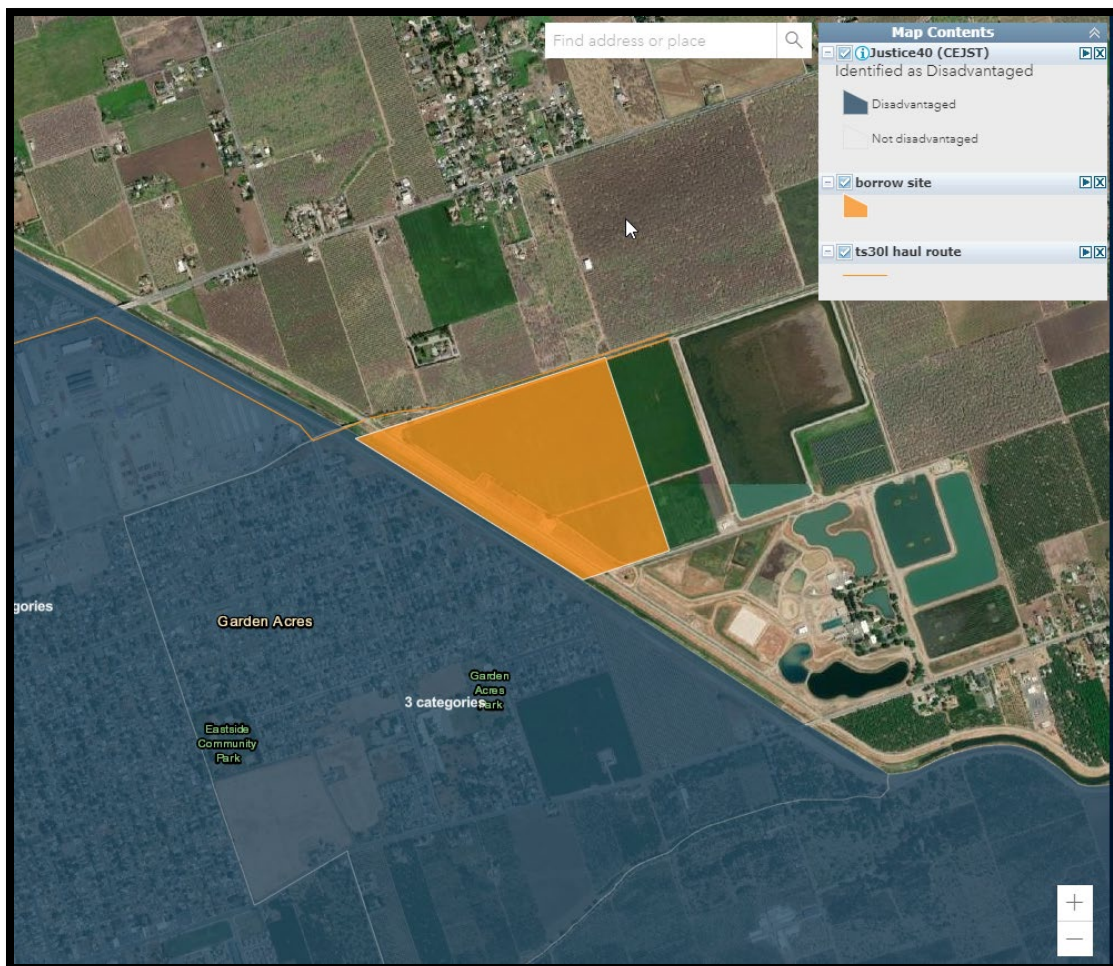 Find address or place
Map Contents
Justice40 (CEJST)
Identified as Disadvantaged
Disadvantaged
Not disadvantaged
borrow site
ts30l haul route
gories
Garden Acres
Garden
Acres
3 categories
ark
Eastside
Community
Park